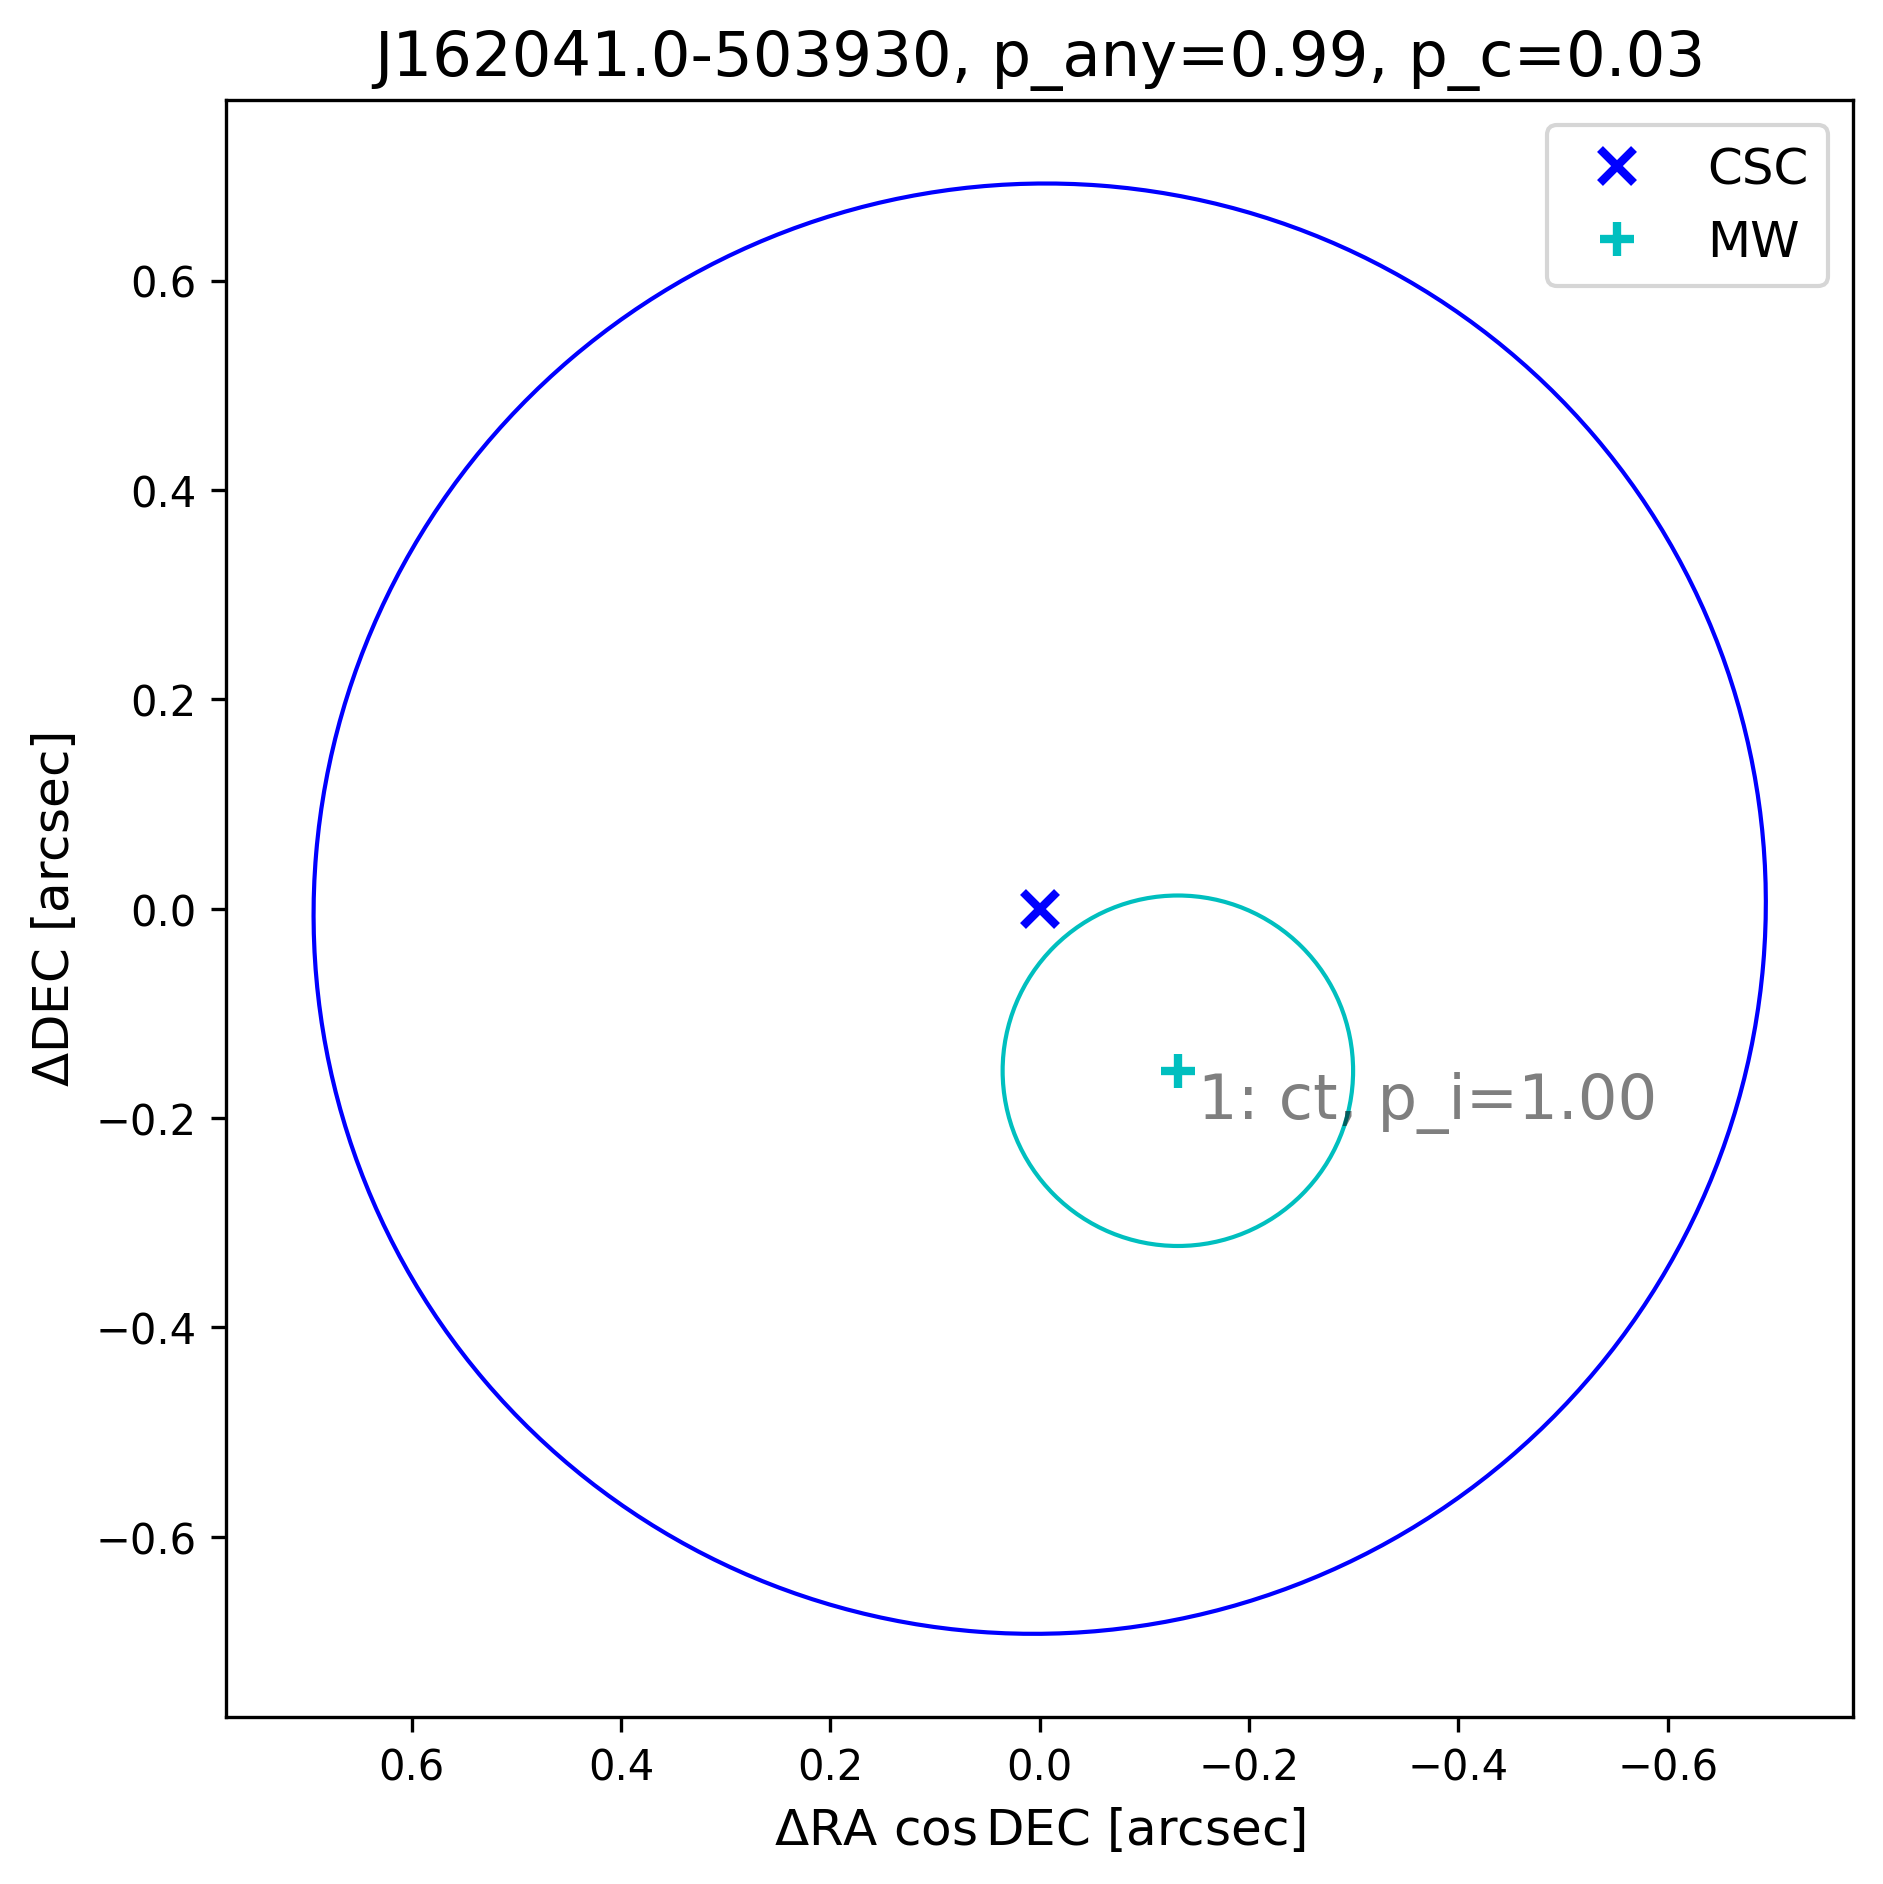 J162041.0-503930, p_any=0.99, p_c=0.03
CSC
MW
0.6
0.4
0.2
0.0
−0.2
−0.4
−0.6
ΔDEC [arcsec]
1: ct, p_i=1.00
0.6 0.4 0.2 0.0 −0.2 −0.4 −0.6
ΔRA cos DEC [arcsec]